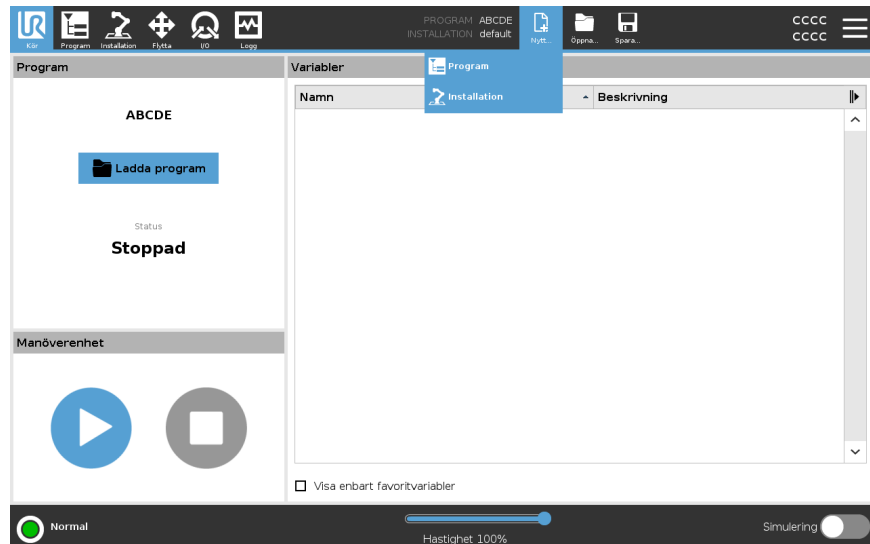 UR
Kör
Program
Installation
Flytta
I/O
Logg
PROGRAM ABCDE
INSTALLATION default
Nytt...
Öppna...
Spara...
CCCC
CCCC
Program
Variabler
Program
Installation
Namn
Beskrivning
ABCDE
Ladda program
Status
Stoppad
Manöverenhet
Visa enbart favoritvariabler
Normal
Hastighet 100%
Simulering